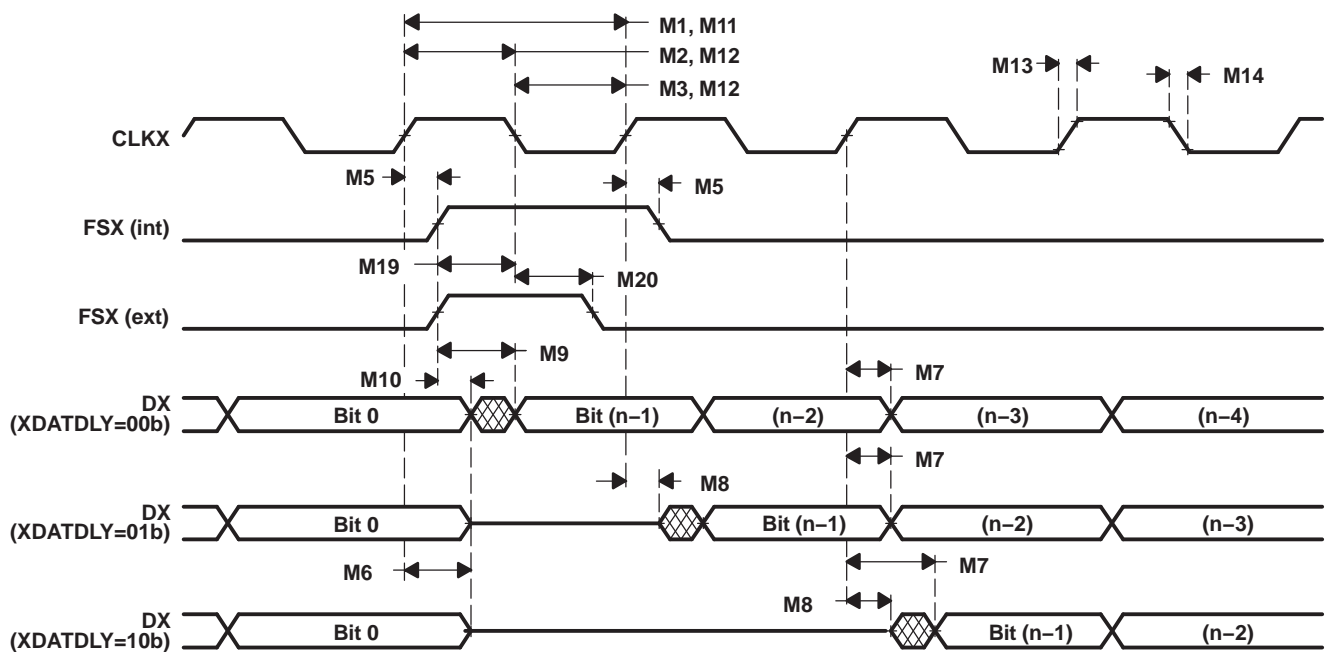 M1, M11
M2, M12
M13
M14
M3, M12
CLKX
M5
M5
FSX (int)
M19
M20
FSX (ext)
M9
M10
M7
DX
(XDATDLY=00b)
Bit 0
Bit (n−1)
(n−2)
(n−3)
(n−4)
M7
M8
DX
(XDATDLY=01b)
Bit 0
Bit (n−1)
(n−2)
(n−3)
M6
M7
M8
DX
(XDATDLY=10b)
Bit 0
Bit (n−1)
(n−2)